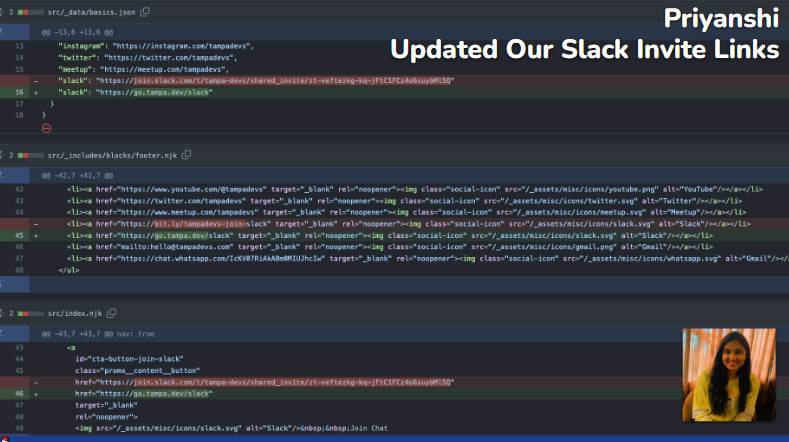 Priyanshi
Updated Our Slack Invite Links
2 src/_data/basics.json
@@ -13,6 +13,6 @@
13 "instagram": "https://instagram.com/tampadevs",
14 "twitter": "https://twitter.com/tampadevs",
15 "meetup": "https://meetup.com/tampadevs",
- "slack": "https://join.slack.com/t/tampa-devs/shared_invite/zt-veftezkg-kq~jFtC1FCz4o6suybMl5Q"
16 + "slack": "https://go.tampa.dev/slack"
17 }
18 }
2 src/_includes/blocks/footer.njk
@@ -42,7 +42,7 @@
42 <li><a href="https://www.youtube.com/@tampadevs" target="_blank" rel="noopener"><img class="social-icon" src="/_assets/misc/icons/youtube.png" alt="YouTube"/></a></li>
43 <li><a href="https://twitter.com/tampadevs" target="_blank" rel="noopener"><img class="social-icon" src="/_assets/misc/icons/twitter.svg" alt="Twitter"/></a></li>
44 <li><a href="https://www.meetup.com/tampadevs" target="_blank" rel="noopener"><img class="social-icon" src="/_assets/misc/icons/meetup.svg" alt="Meetup"/></a></li>
- <li><a href="https://bit.ly/tampadevs-join-slack" target="_blank" rel="noopener"><img class="social-icon" src="/_assets/misc/icons/slack.svg" alt="Slack"/></a></li>
45 + <li><a href="https://go.tampa.dev/slack" target="_blank" rel="noopener"><img class="social-icon" src="/_assets/misc/icons/slack.svg" alt="Slack"/></a></li>
46 <li><a href="mailto:hello@tampadevs.com" target="_blank" rel="noopener"><img class="social-icon" src="/_assets/misc/icons/gmail.png" alt="Gmail"/></a></li>
47 <li><a href="https://chat.whatsapp.com/IcKV07RiAkABm0MIUJhcIw" target="_blank" rel="noopener"><img class="social-icon" src="/_assets/misc/icons/whatsapp.svg" alt="Gmail"/></
48 </ul>
2 src/index.njk
@@ -43,7 +43,7 @@ nav: true
43 <a
44 id="cta-button-join-slack"
45 class="promo__content__button"
- href="https://join.slack.com/t/tampa-devs/shared_invite/zt-veftezkg-kq~jFtC1FCz4o6suybMl5Q"
46 + href="https://go.tampa.dev/slack"
47 target="_blank"
48 rel="noopener">
49 <img src="/_assets/misc/icons/slack.svg" alt="Slack"/>&nbsp;&nbsp;Join Chat